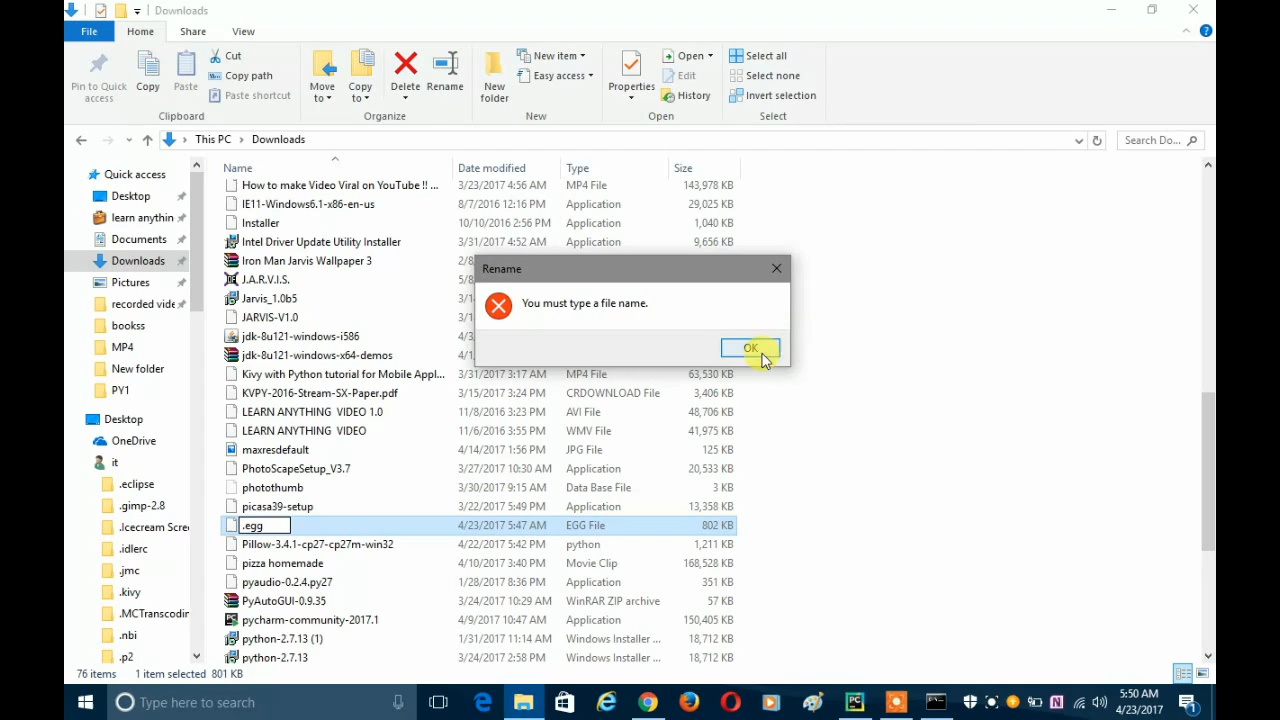 Downloads
File Home Share View
Pin to Quick access
Copy
Paste
Cut
Copy path
Paste shortcut
Clipboard
Move to
Copy to
Delete
Rename
Organize
New folder
New item
Easy access
New
Properties
Open
Edit
History
Open
Select all
Select none
Invert selection
Select
This PC Downloads
Search Do...
Quick access
Desktop
learn anythin
Documents
Downloads
Pictures
recorded vide
bookss
MP4
New folder
PY1
Desktop
OneDrive
it
.eclipse
.gimp-2.8
.Icecream Scre
.idlerc
.jmc
.kivy
.MCTranscodin
.nbi
.p2
Name Date modified Type Size
How to make Video Viral on YouTube !! ... 3/23/2017 4:56 AM MP4 File 143,978 KB
IE11-Windows6.1-x86-en-us 8/7/2016 12:16 PM Application 29,025 KB
Installer 10/10/2016 2:56 PM Application 1,040 KB
Intel Driver Update Utility Installer 3/31/2017 4:52 AM Application 9,656 KB
Iron Man Jarvis Wallpaper 3 2/8
J.A.R.V.I.S. 5/8
Jarvis_1.0b5 3/14
JARVIS-V1.0 3/14
jdk-8u121-windows-i586 4/3
jdk-8u121-windows-x64-demos 4/1
Kivy with Python tutorial for Mobile Appl... 3/31/2017 3:17 AM MP4 File 63,530 KB
KVPY-2016-Stream-SX-Paper.pdf 3/15/2017 3:24 PM CRDOWNLOAD File 3,406 KB
LEARN ANYTHING VIDEO 1.0 11/8/2016 3:23 PM AVI File 48,706 KB
LEARN ANYTHING VIDEO 11/6/2016 3:55 PM WMV File 41,975 KB
maxresdefault 4/14/2017 1:56 PM JPG File 125 KB
PhotoScapeSetup_V3.7 3/27/2017 10:30 AM Application 20,533 KB
photothumb 3/30/2017 9:15 AM Data Base File 3 KB
picasa39-setup 3/22/2017 5:49 PM Application 13,358 KB
.egg 4/23/2017 5:47 AM EGG File 802 KB
Pillow-3.4.1-cp27-cp27m-win32 4/22/2017 5:42 PM python 1,211 KB
pizza homemade 4/10/2017 3:40 PM Movie Clip 168,528 KB
pyaudio-0.2.4.py27 1/28/2017 8:36 PM Application 351 KB
PyAutoGUI-0.9.35 3/24/2017 10:29 AM WinRAR ZIP archive 57 KB
pycharm-community-2017.1 4/9/2017 10:47 AM Application 150,405 KB
python-2.7.13 (1) 1/31/2017 11:14 AM Windows Installer ... 18,712 KB
python-2.7.13 3/24/2017 2:58 PM Windows Installer ... 18,712 KB
Rename
You must type a file name.
OK
76 items 1 item selected 801 KB
Type here to search
5:50 AM
4/23/2017